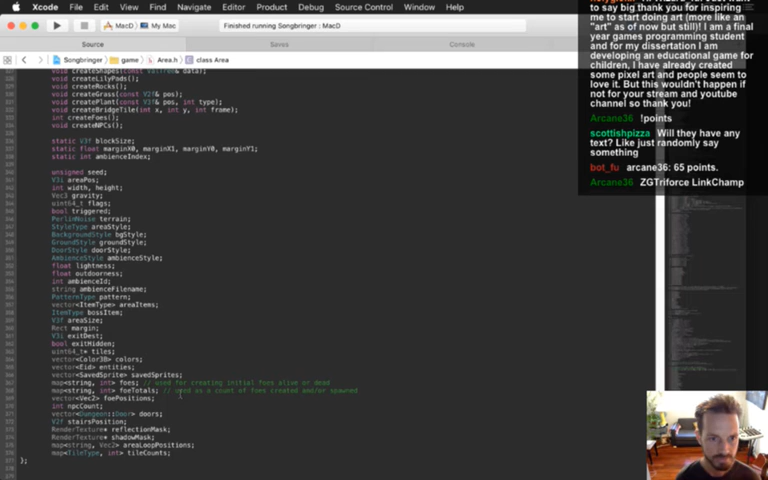 Xcode File Edit View Find Navigate Editor Product Debug Source Control Window Help
MacD My Mac
Finished running Songbringer : MacD
Source Saves Console
Songbringer game Area.h class Area
void createLilyPads();
void createRocks();
void createGrass(const V2f& pos);
void createPlant(const V3f& pos, int type);
void createBridgeTile(int x, int y, int frame);
int createFoes();
void createNPCs();
static V3f blockSize;
static float marginX0, marginX1, marginY0, marginY1;
static int ambienceIndex;
unsigned seed;
V3i areaPos;
int width, height;
Vec3 gravity;
uint64_t flags;
bool triggered;
PerlinNoise terrain;
StyleType areaStyle;
BackgroundStyle bgStyle;
GroundStyle groundStyle;
DoorStyle doorStyle;
AmbienceStyle ambienceStyle;
float lightness;
float outdoorness;
int ambienceId;
string ambienceFilename;
PatternType pattern;
vector<ItemType> areaItems;
ItemType bossItem;
V3f areaSize;
Rect margin;
V3i exitDest;
bool exitHidden;
uint64_t* tiles;
vector<Color3B> colors;
vector<Eid> entities;
vector<SavedSprite> savedSprites;
map<string, int> foes; // used for creating initial foes alive or dead
map<string, int> foeTotals; // used as a count of foes created and/or spawned
vector<Vec2> foePositions;
int npcCount;
vector<Dungeon::Door> doors;
V2f stairsPosition;
RenderTexture* reflectionMask;
RenderTexture* shadowMask;
map<string, Vec2> areaLoopPositions;
map<TileType, int> tileCounts;
};
to say big thank you for inspiring
me to start doing art (more like an
"art" as of now but still)! I am a final
year games programming student
and for my dissertation I am
developing an educational game for
children, I have already created
some pixel art and people seem to
love it. But this wouldn't happen if
not for your stream and youtube
channel so thank you!
Arcane36 !points
scottishpizza Will they have any
text? Like just randomly say
something
bot_fu arcane36: 65 points.
Arcane36 ZGTriforce LinkChamp